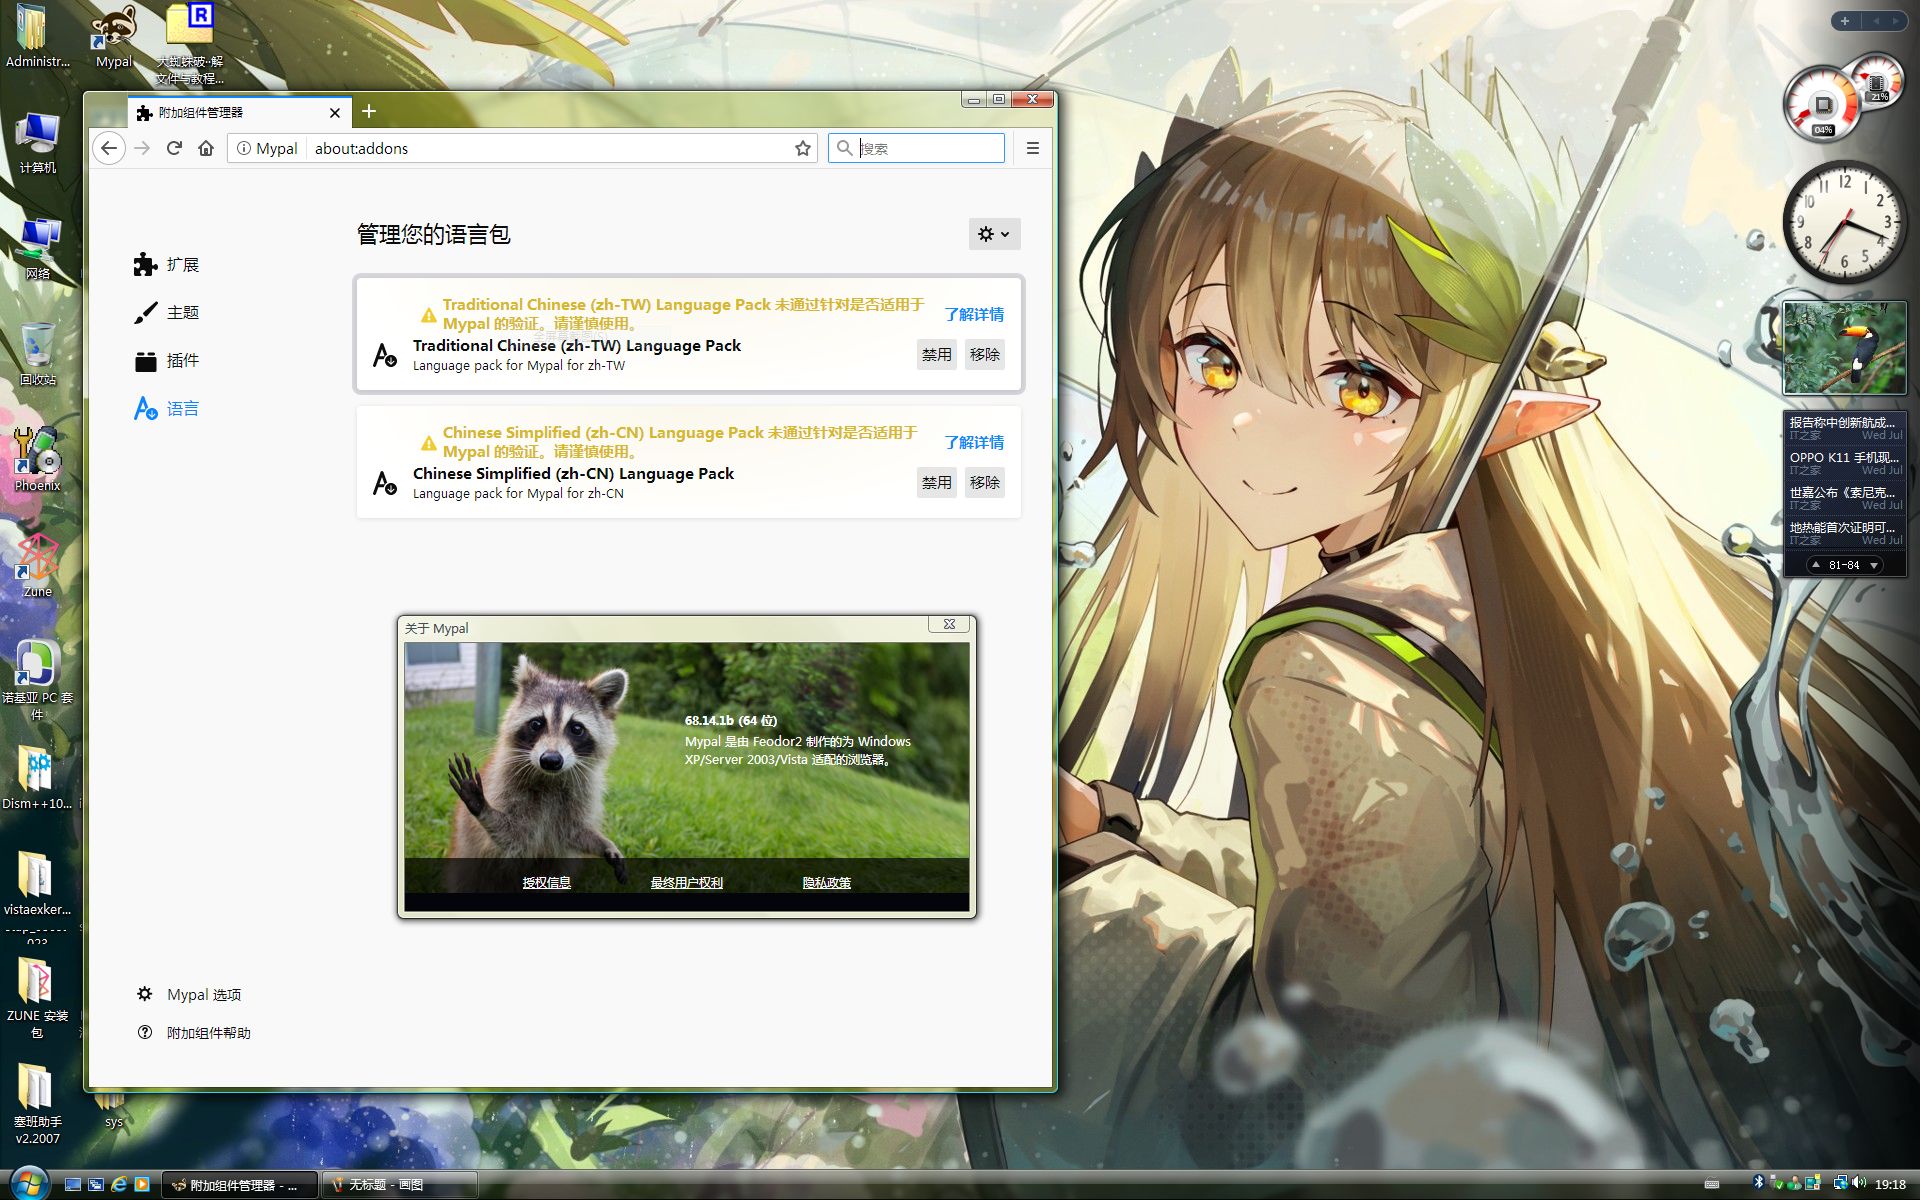 Administr...
Mypal
大蜘蛛破··解
文件与教程...
计算机
网络
回收站
Phoenix
Zune
诺基亚 PC 套
件
Dism++10...
vistaexker...
ZUNE 安装
包
塞班助手
v2.2007
sys
附加组件管理器
Mypal
about:addons
搜索
管理您的语言包
扩展
主题
插件
语言
Traditional Chinese (zh-TW) Language Pack 未通过针对是否适用于
Mypal 的验证。请谨慎使用。
了解详情
Traditional Chinese (zh-TW) Language Pack
Language pack for Mypal for zh-TW
禁用
移除
Chinese Simplified (zh-CN) Language Pack 未通过针对是否适用于
Mypal 的验证。请谨慎使用。
了解详情
Chinese Simplified (zh-CN) Language Pack
Language pack for Mypal for zh-CN
禁用
移除
关于 Mypal
68.14.1b (64 位)
Mypal 是由 Feodor2 制作的为 Windows
XP/Server 2003/Vista 适配的浏览器。
授权信息
最终用户权利
隐私政策
Mypal 选项
附加组件帮助
21%
04%
12
1
2
3
4
5
6
7
8
9
10
11
报告称中创新航成...
IT之家
Wed Jul
OPPO K11 手机现...
IT之家
Wed Jul
世嘉公布《索尼克...
IT之家
Wed Jul
地热能首次证明可...
IT之家
Wed Jul
81-84
附加组件管理器 - ...
无标题 - 画图
19:18